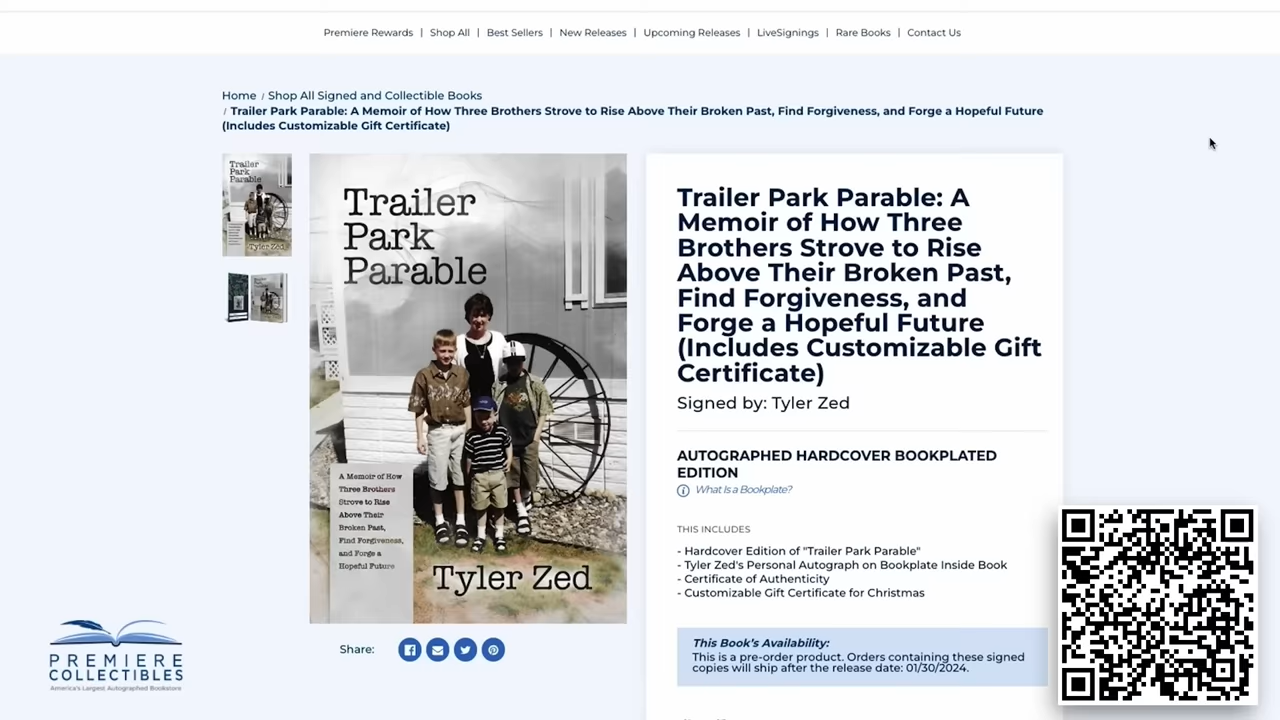 Premiere Rewards | Shop All | Best Sellers | New Releases | Upcoming Releases | LiveSignings | Rare Books | Contact Us
Home / Shop All Signed and Collectible Books
/ Trailer Park Parable: A Memoir of How Three Brothers Strove to Rise Above Their Broken Past, Find Forgiveness, and Forge a Hopeful Future
(Includes Customizable Gift Certificate)
Trailer
Park
Parable
Tyler Zed
Trailer
Park
Parable
A Memoir of How
Three Brothers
Strove to Rise
Above Their
Broken Past,
Find Forgiveness,
and Forge a
Hopeful Future
Tyler Zed
Share:
Trailer Park Parable: A
Memoir of How Three
Brothers Strove to Rise
Above Their Broken Past,
Find Forgiveness, and
Forge a Hopeful Future
(Includes Customizable Gift
Certificate)
Signed by: Tyler Zed
AUTOGRAPHED HARDCOVER BOOKPLATED
EDITION
What Is a Bookplate?
THIS INCLUDES
- Hardcover Edition of "Trailer Park Parable"
- Tyler Zed's Personal Autograph on Bookplate Inside Book
- Certificate of Authenticity
- Customizable Gift Certificate for Christmas
This Book's Availability:
This is a pre-order product. Orders containing these signed
copies will ship after the release date: 01/30/2024.
PREMIERE
COLLECTIBLES
America's Largest Autographed Bookstore